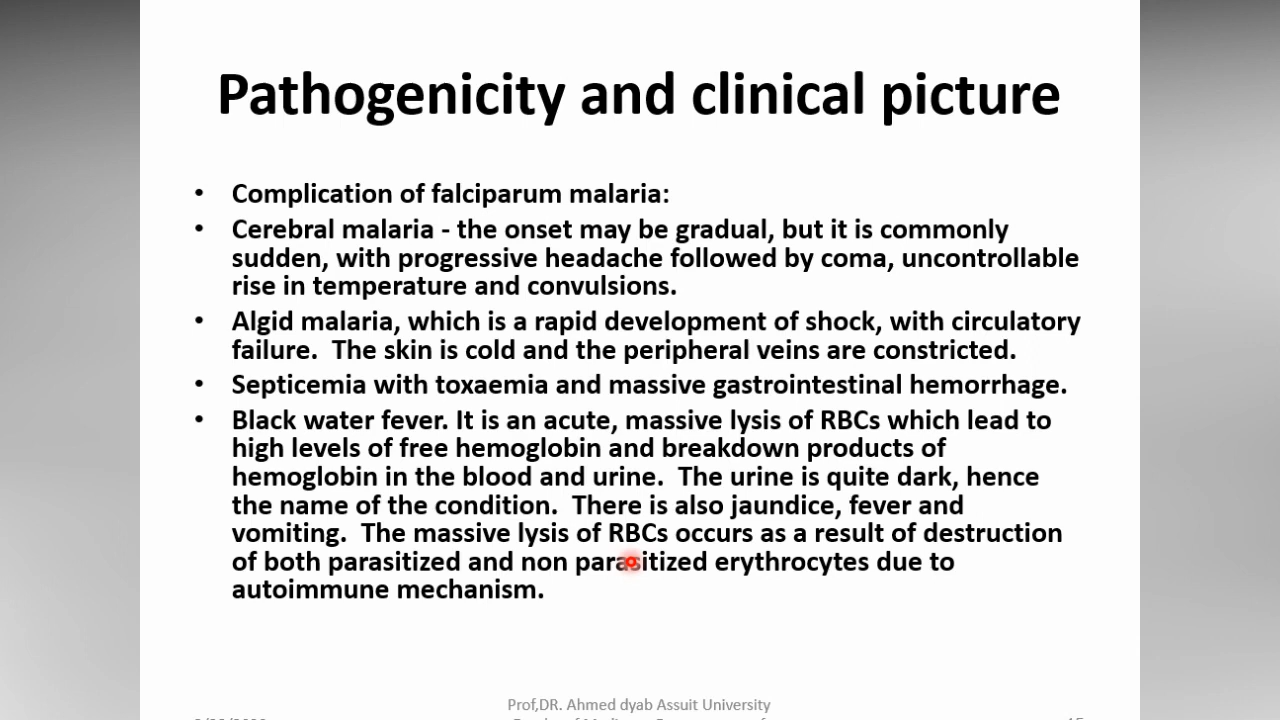 Pathogenicity and clinical picture
• Complication of falciparum malaria:
• Cerebral malaria - the onset may be gradual, but it is commonly
sudden, with progressive headache followed by coma, uncontrollable
rise in temperature and convulsions.
• Algid malaria, which is a rapid development of shock, with circulatory
failure.  The skin is cold and the peripheral veins are constricted.
• Septicemia with toxaemia and massive gastrointestinal hemorrhage.
• Black water fever. It is an acute, massive lysis of RBCs which lead to
high levels of free hemoglobin and breakdown products of
hemoglobin in the blood and urine.  The urine is quite dark, hence
the name of the condition.  There is also jaundice, fever and
vomiting.  The massive lysis of RBCs occurs as a result of destruction
of both parasitized and non parasitized erythrocytes due to
autoimmune mechanism.
Prof,DR. Ahmed dyab Assuit University